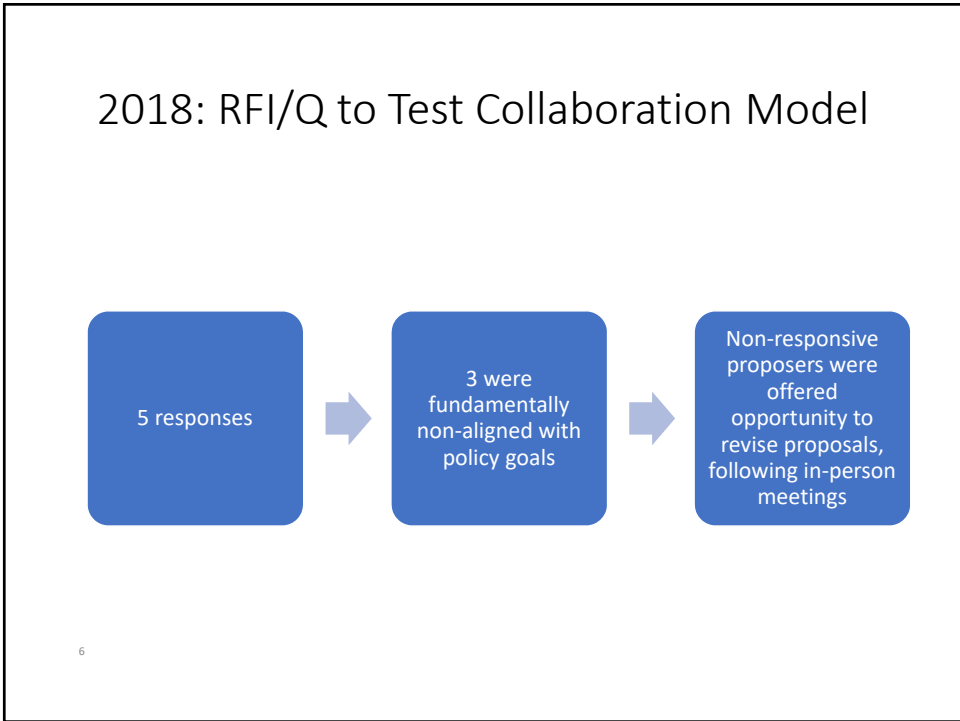 2018: RFI/Q to Test Collaboration Model
5 responses
3 were
fundamentally
non-aligned with
policy goals
Non-responsive
proposers were
offered
opportunity to
revise proposals,
following in-person
meetings
6